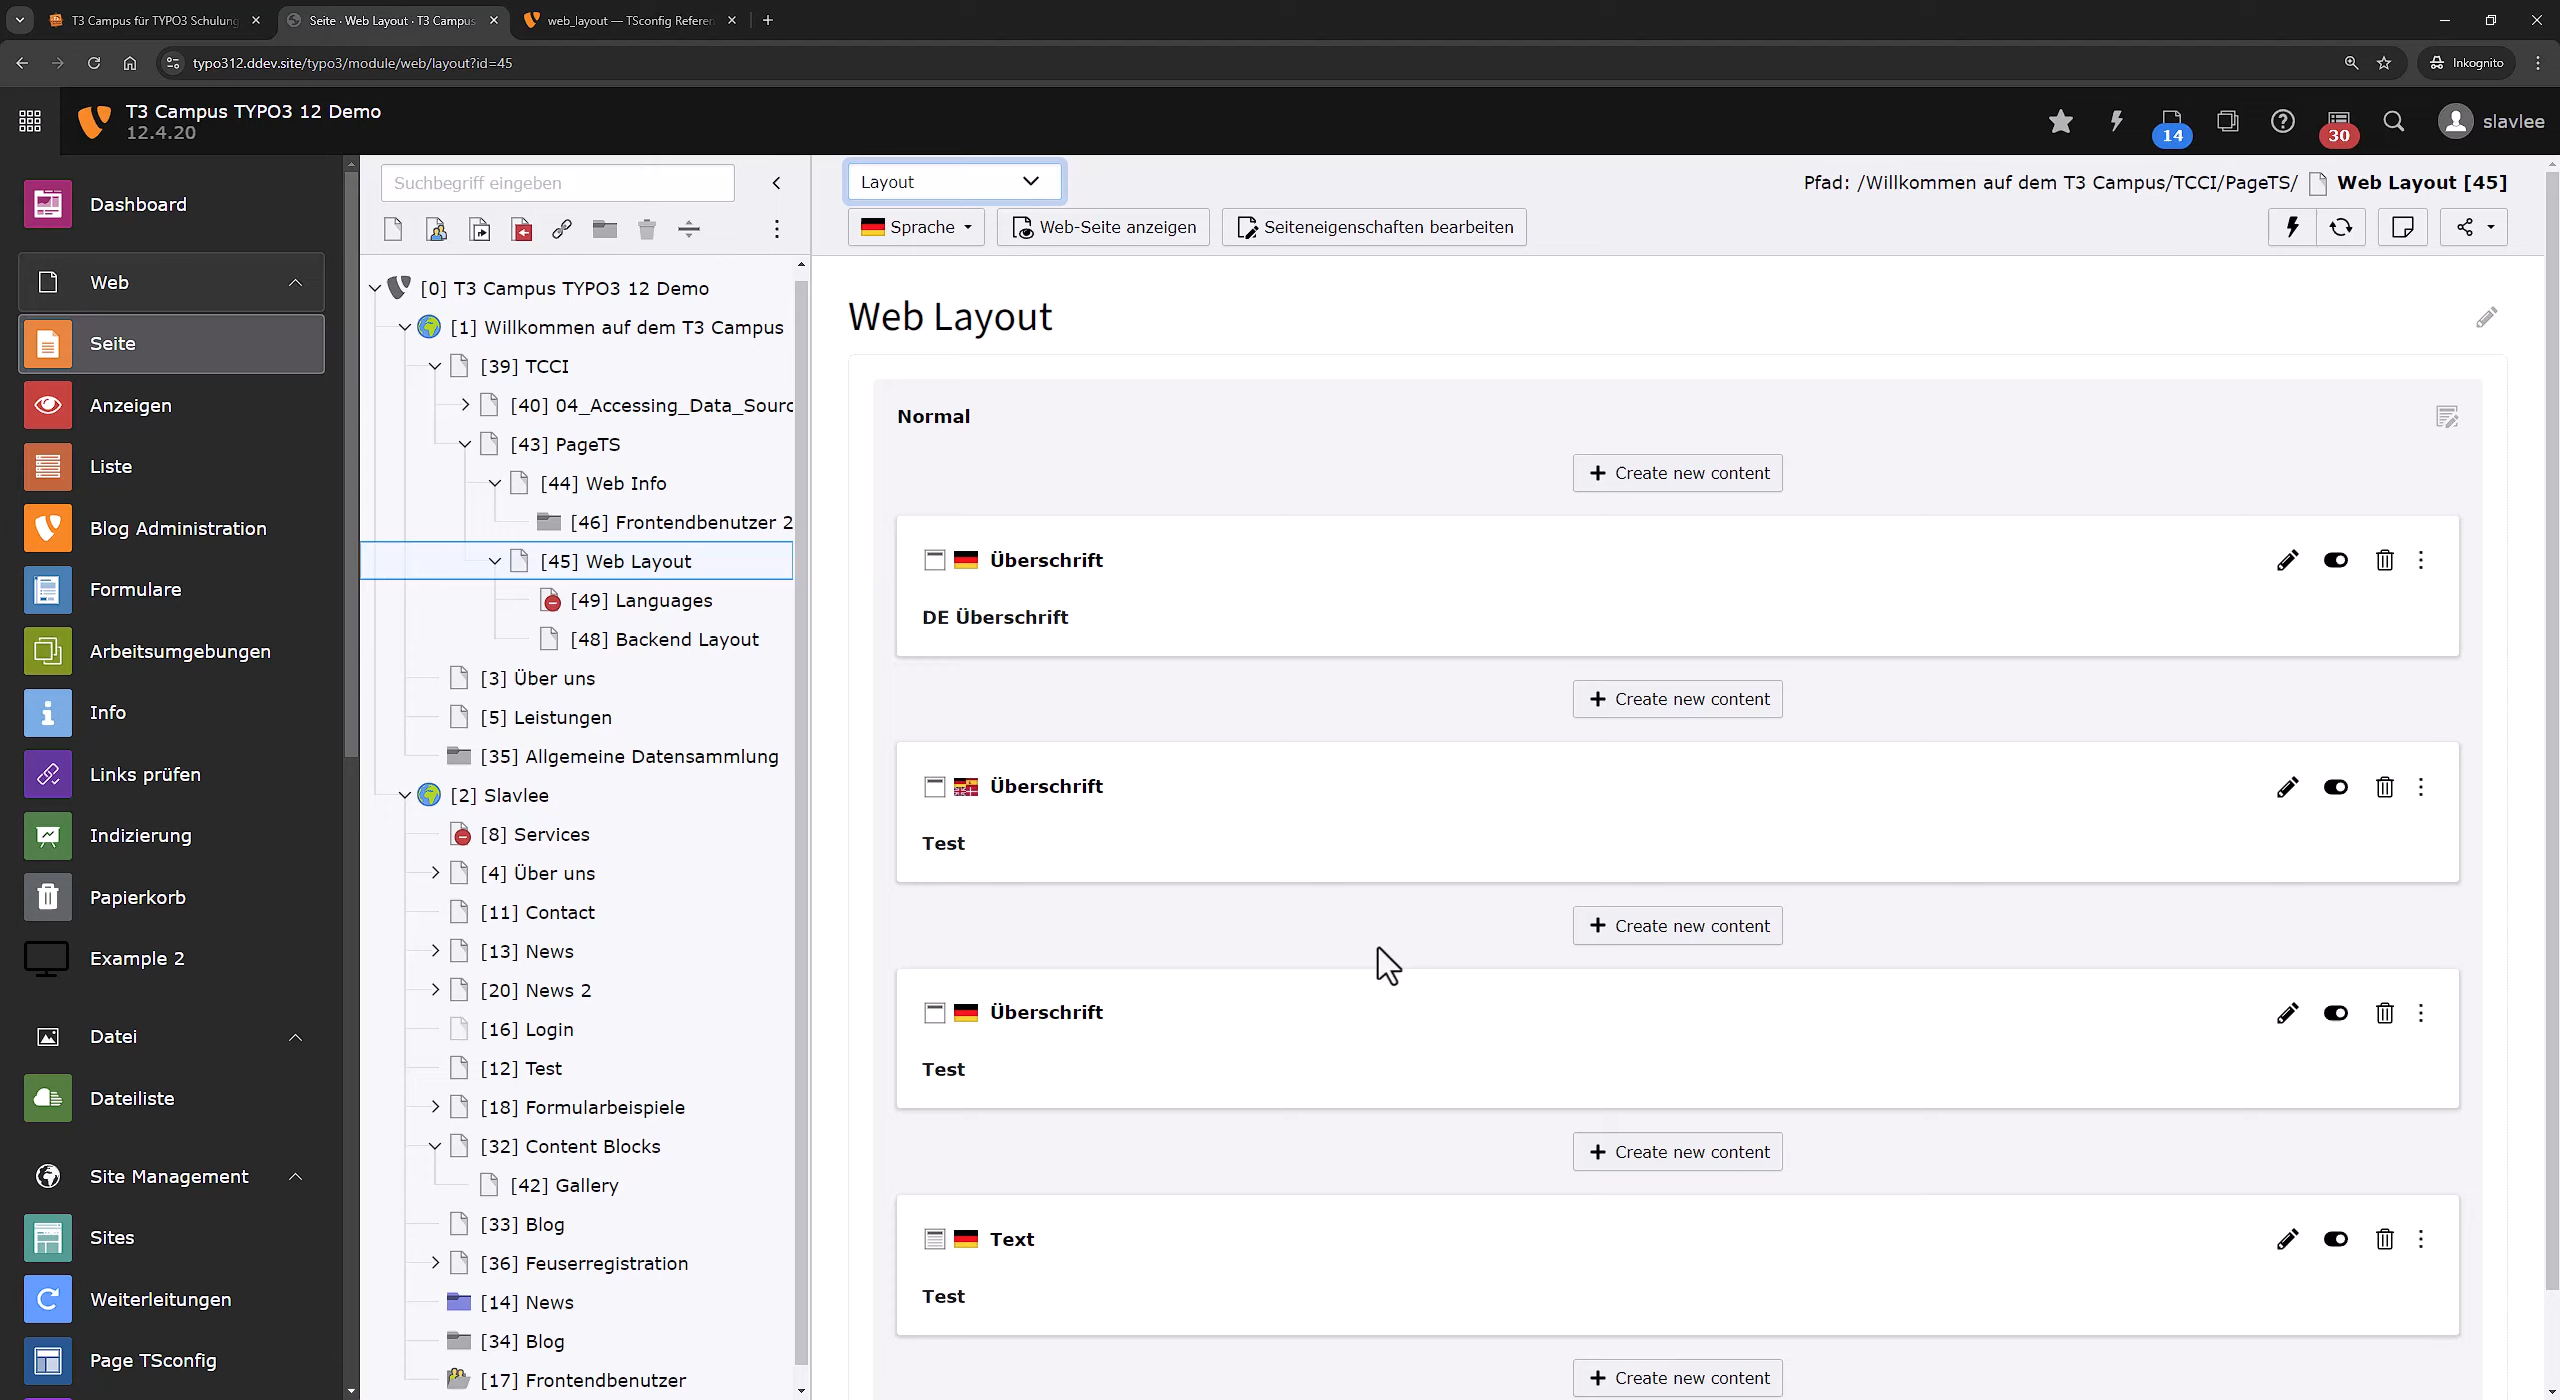 T3 Campus für TYPO3 Schulung
Seite · Web Layout · T3 Campus
web_layout — TSconfig Referen
typo312.ddev.site/typo3/module/web/layout?id=45
Inkognito
T3 Campus TYPO3 12 Demo
12.4.20
14
30
slavlee
Dashboard
Web
Seite
Anzeigen
Liste
Blog Administration
Formulare
Arbeitsumgebungen
Info
Links prüfen
Indizierung
Papierkorb
Example 2
Datei
Dateiliste
Site Management
Sites
Weiterleitungen
Page TSconfig
Suchbegriff eingeben
[0] T3 Campus TYPO3 12 Demo
[1] Willkommen auf dem T3 Campus
[39] TCCI
[40] 04_Accessing_Data_Sourc
[43] PageTS
[44] Web Info
[46] Frontendbenutzer 2
[45] Web Layout
[49] Languages
[48] Backend Layout
[3] Über uns
[5] Leistungen
[35] Allgemeine Datensammlung
[2] Slavlee
[8] Services
[4] Über uns
[11] Contact
[13] News
[20] News 2
[16] Login
[12] Test
[18] Formularbeispiele
[32] Content Blocks
[42] Gallery
[33] Blog
[36] Feuserregistration
[14] News
[34] Blog
[17] Frontendbenutzer
Layout
Pfad: /Willkommen auf dem T3 Campus/TCCI/PageTS/ Web Layout [45]
Sprache
Web-Seite anzeigen
Seiteneigenschaften bearbeiten
Web Layout
Normal
+ Create new content
Überschrift
DE Überschrift
+ Create new content
Überschrift
Test
+ Create new content
Überschrift
Test
+ Create new content
Text
Test
+ Create new content